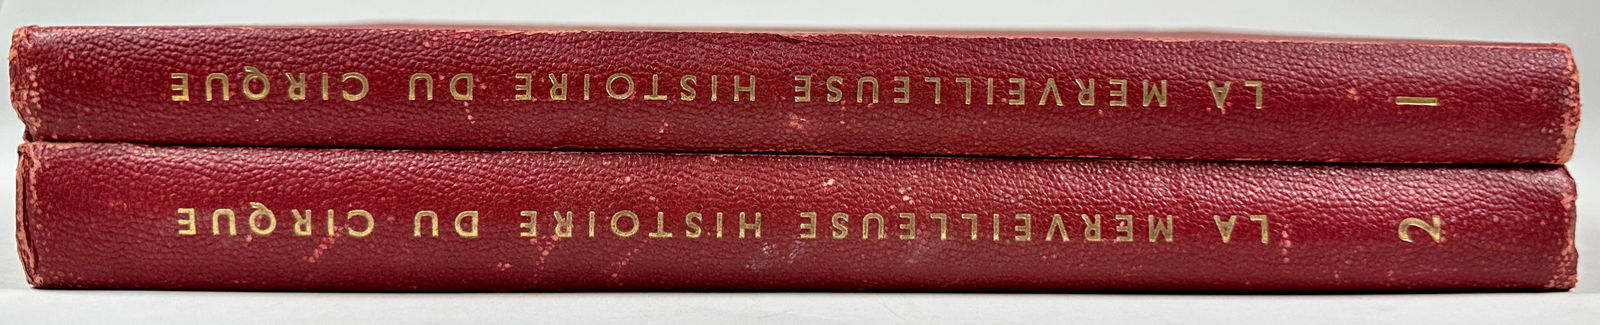 LA MERVEILLEUSE HISTOIRE DU CIRQUE
1
LA MERVEILLEUSE HISTOIRE DU CIRQUE
2